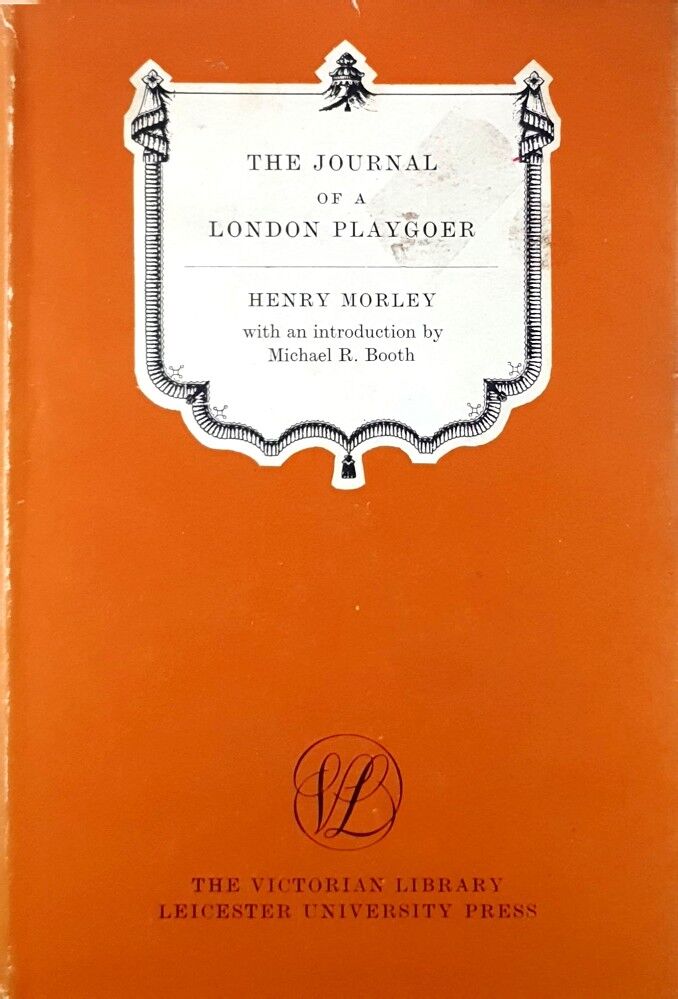 THE JOURNAL
OF A
LONDON PLAYGOER
HENRY MORLEY
with an introduction by
Michael R. Booth
VL
THE VICTORIAN LIBRARY
LEICESTER UNIVERSITY PRESS